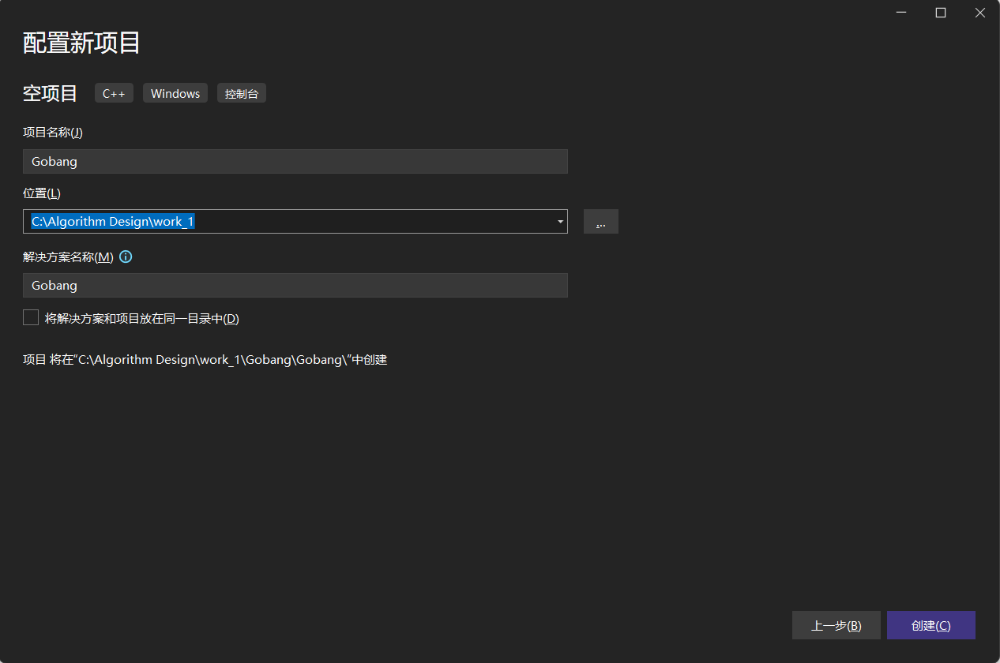 配置新项目
空项目 C++ Windows 控制台
项目名称(J)
Gobang
位置(L)
C:\Algorithm Design\work_1
...
解决方案名称(M)
Gobang
将解决方案和项目放在同一目录中(D)
项目 将在“C:\Algorithm Design\work_1\Gobang\Gobang\”中创建
上一步(B) 创建(C)